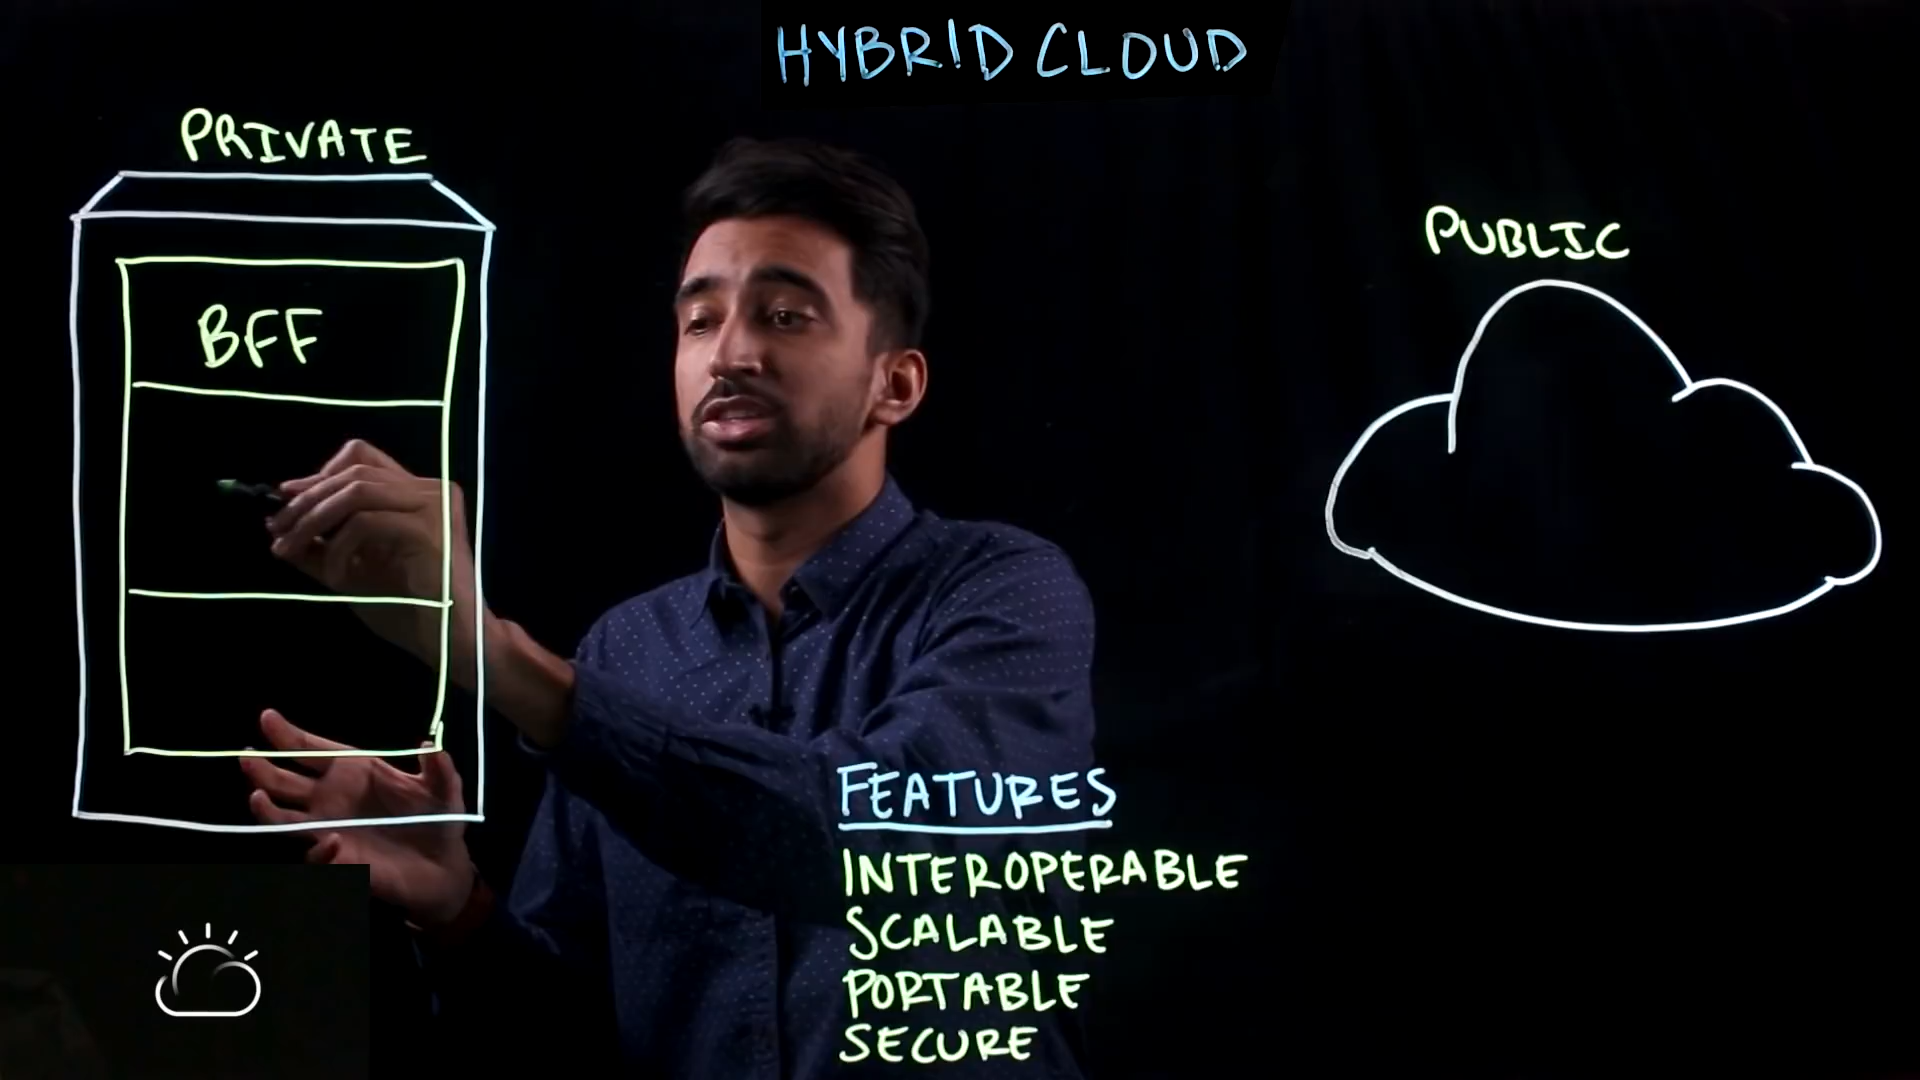 HYBRID CLOUD
PRIVATE
BFF
PUBLIC
FEATURES
INTEROPERABLE
SCALABLE
PORTABLE
SECURE